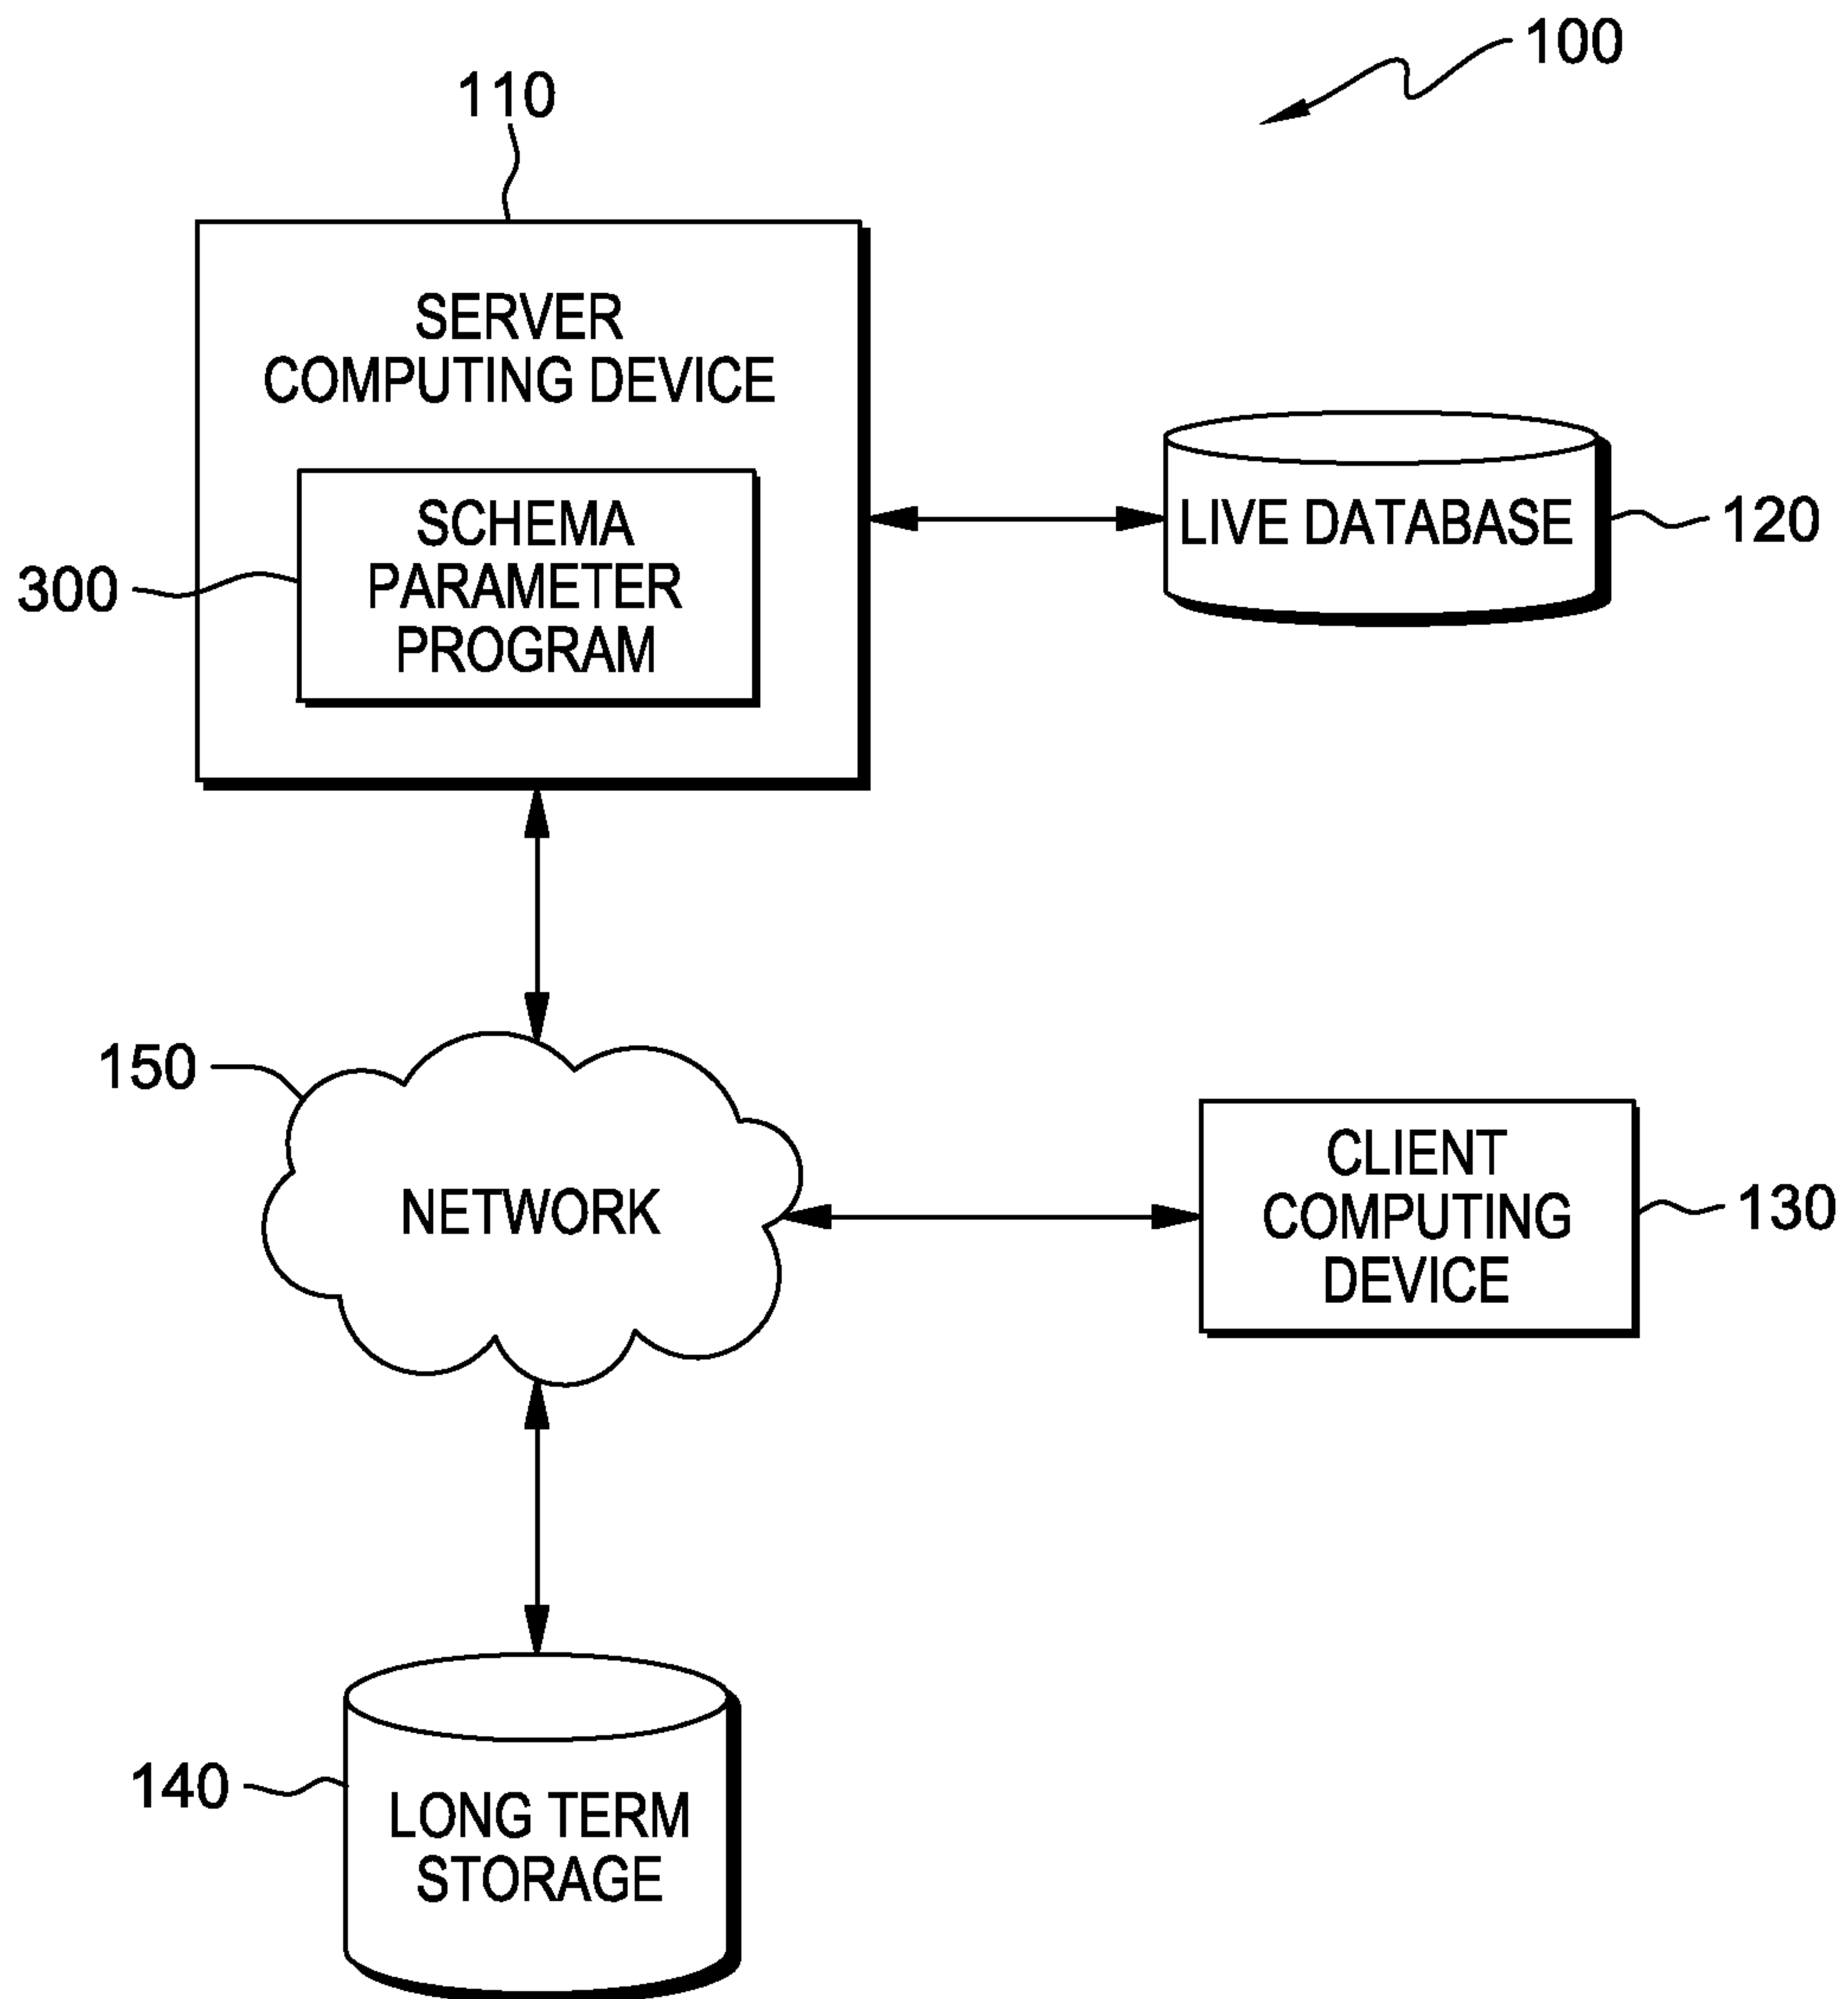 100
110
SERVER
COMPUTING DEVICE
SCHEMA
PARAMETER
PROGRAM
300
LIVE DATABASE
120
150
NETWORK
CLIENT
COMPUTING
DEVICE
130
140
LONG TERM
STORAGE